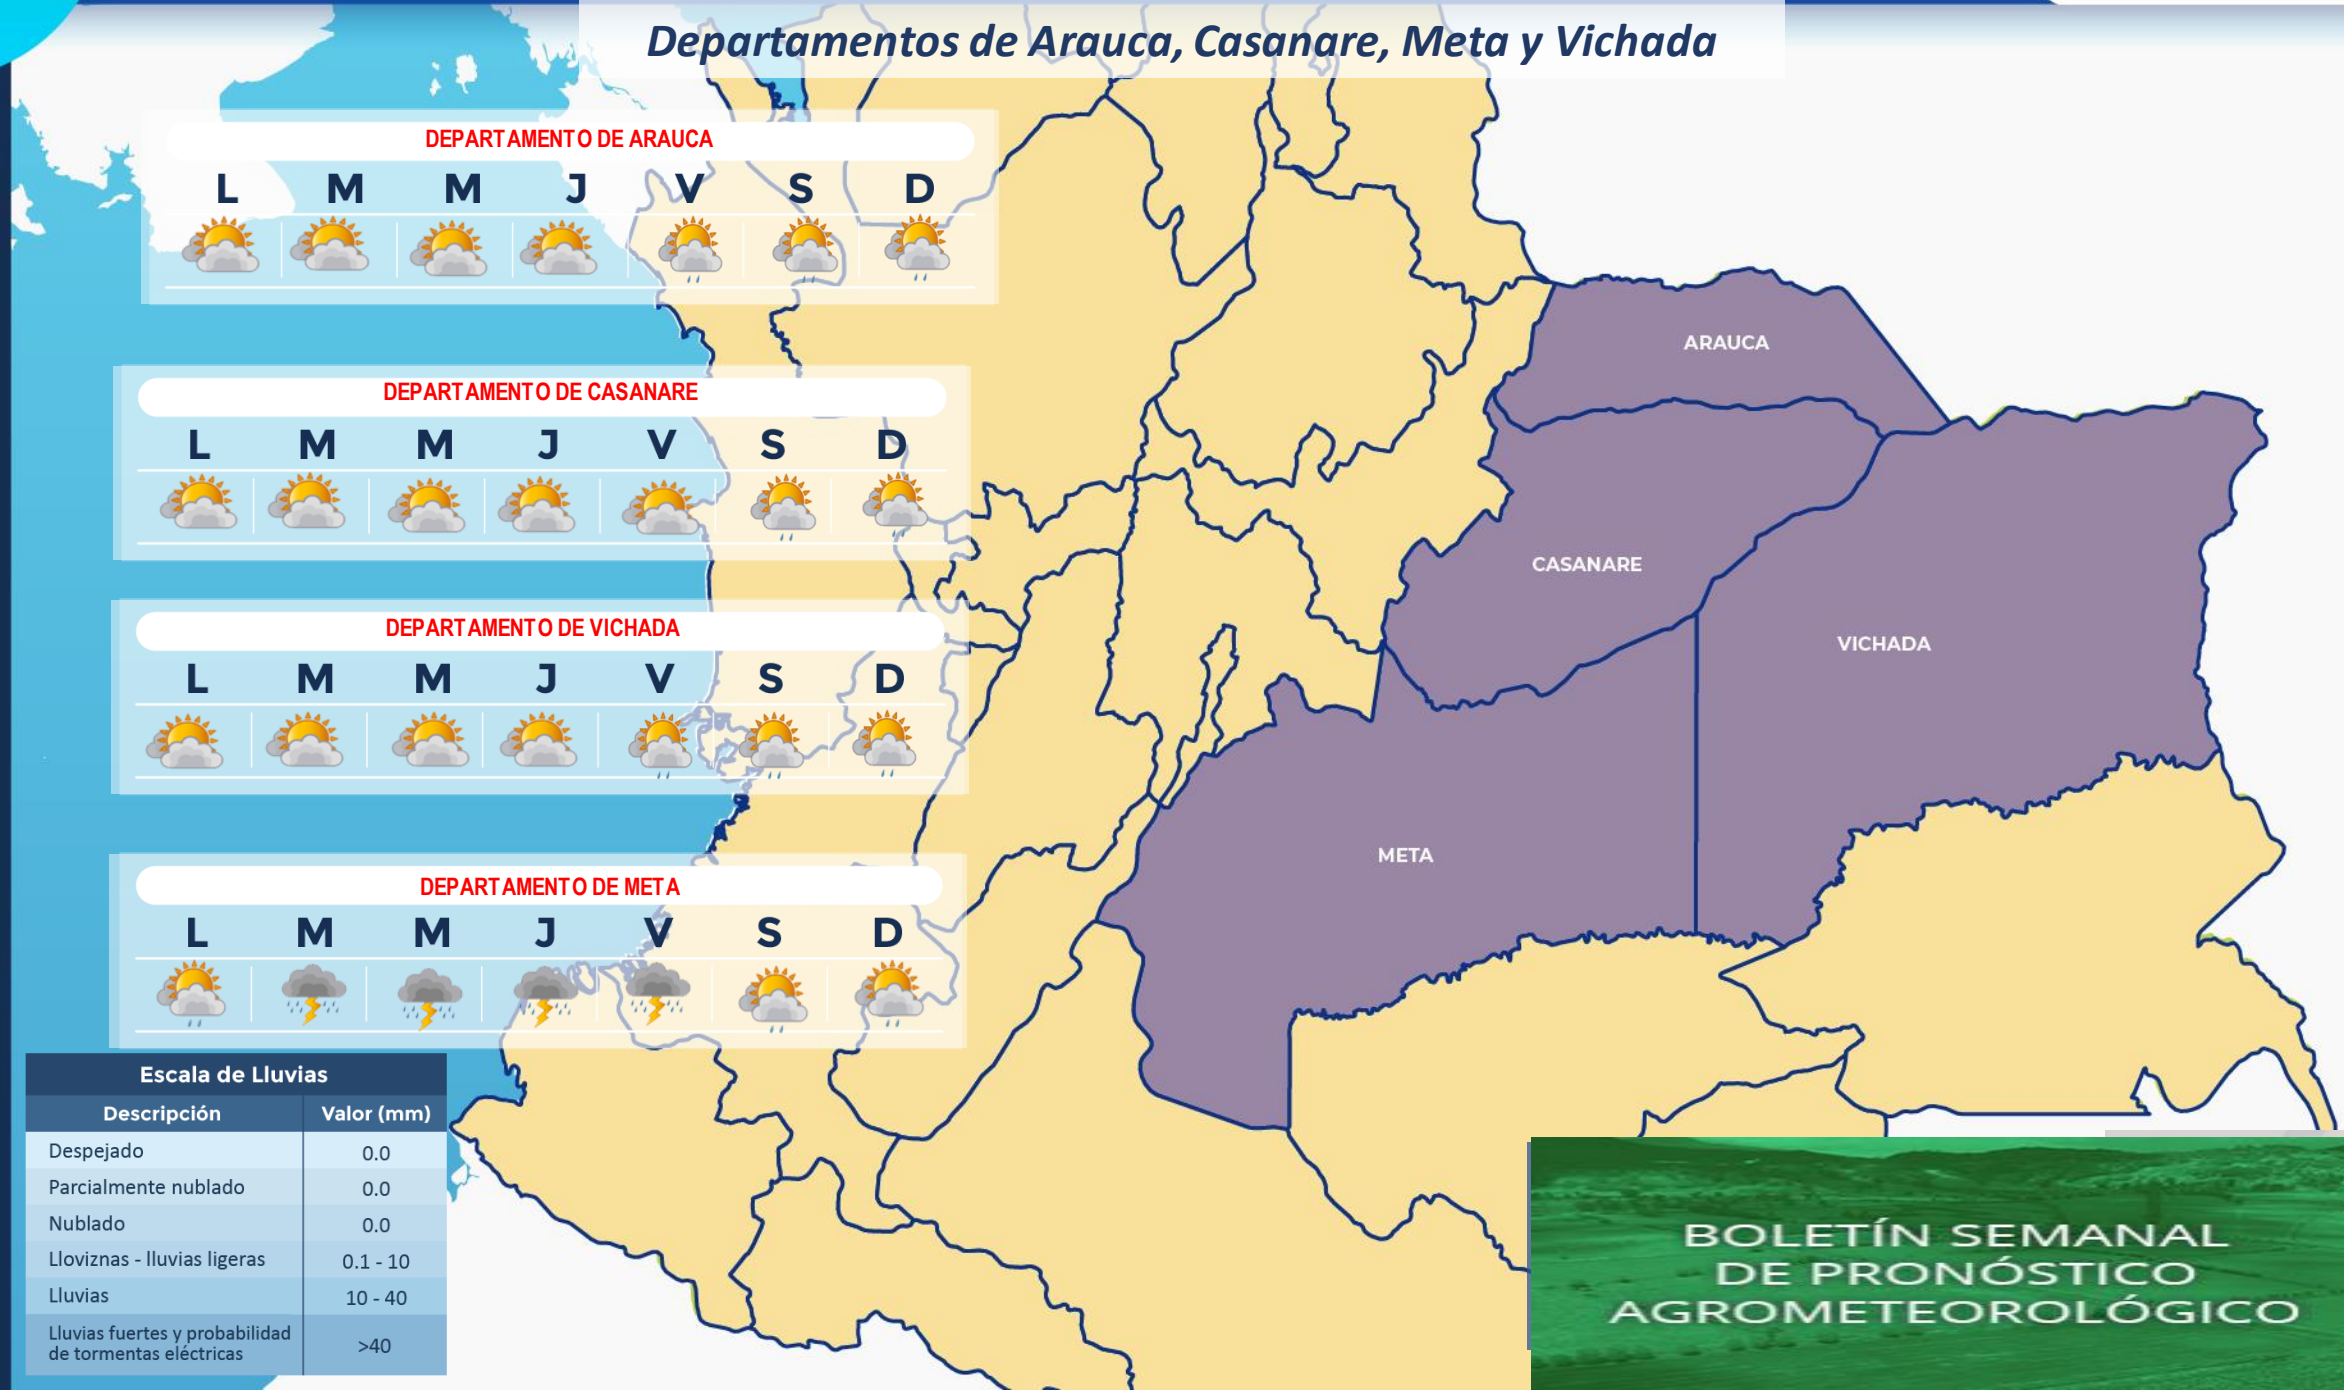 Departamentos de Arauca, Casanare, Meta y Vichada
DEPARTAMENTO DE ARAUCA
L M M J V S D
DEPARTAMENTO DE CASANARE
L M M J V S D
DEPARTAMENTO DE VICHADA
L M M J V S D
DEPARTAMENTO DE META
L M M J V S D
ARAUCA
CASANARE
VICHADA
META
Escala de Lluvias
Descripción Valor (mm)
Despejado 0.0
Parcialmente nublado 0.0
Nublado 0.0
Lloviznas - lluvias ligeras 0.1 - 10
Lluvias 10 - 40
Lluvias fuertes y probabilidad
de tormentas eléctricas >40
BOLETÍN SEMANAL
DE PRONÓSTICO
AGROMETEOROLÓGICO